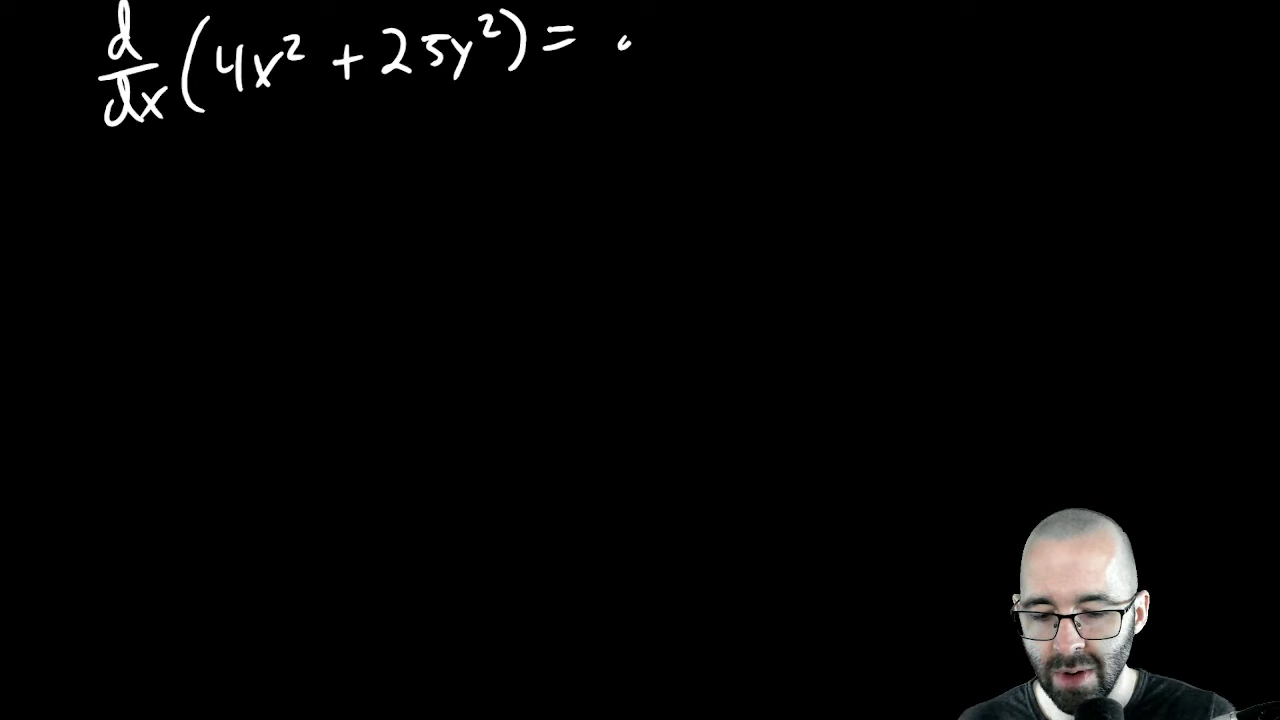 d/dx (4x² + 25y²) =